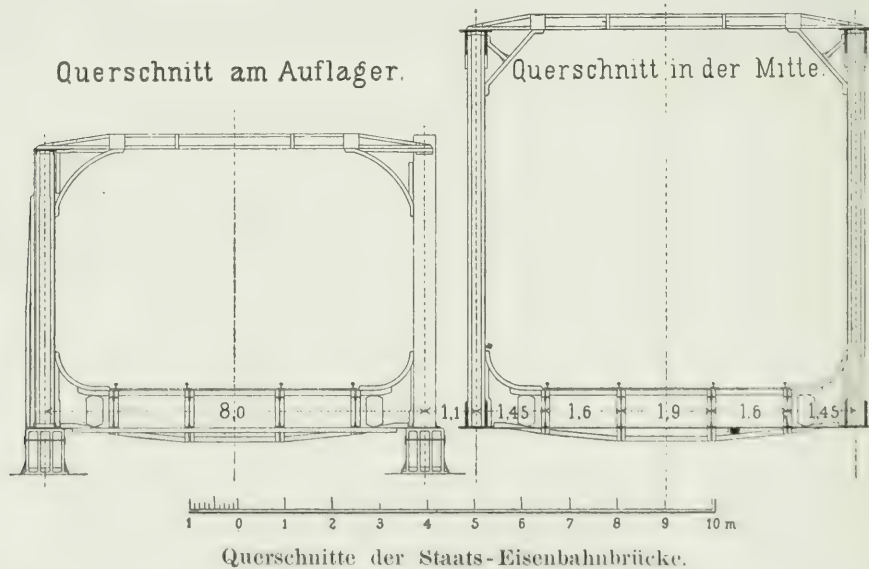 Querschnitt am Auflager.
Querschnitt in der Mitte.
8,0 1,1 1,45 1,6 1,9 1,6 1,45
1 0 1 2 3 4 5 6 7 8 9 10 m
Querschnitte der Staats-Eisenbahnbrücke.